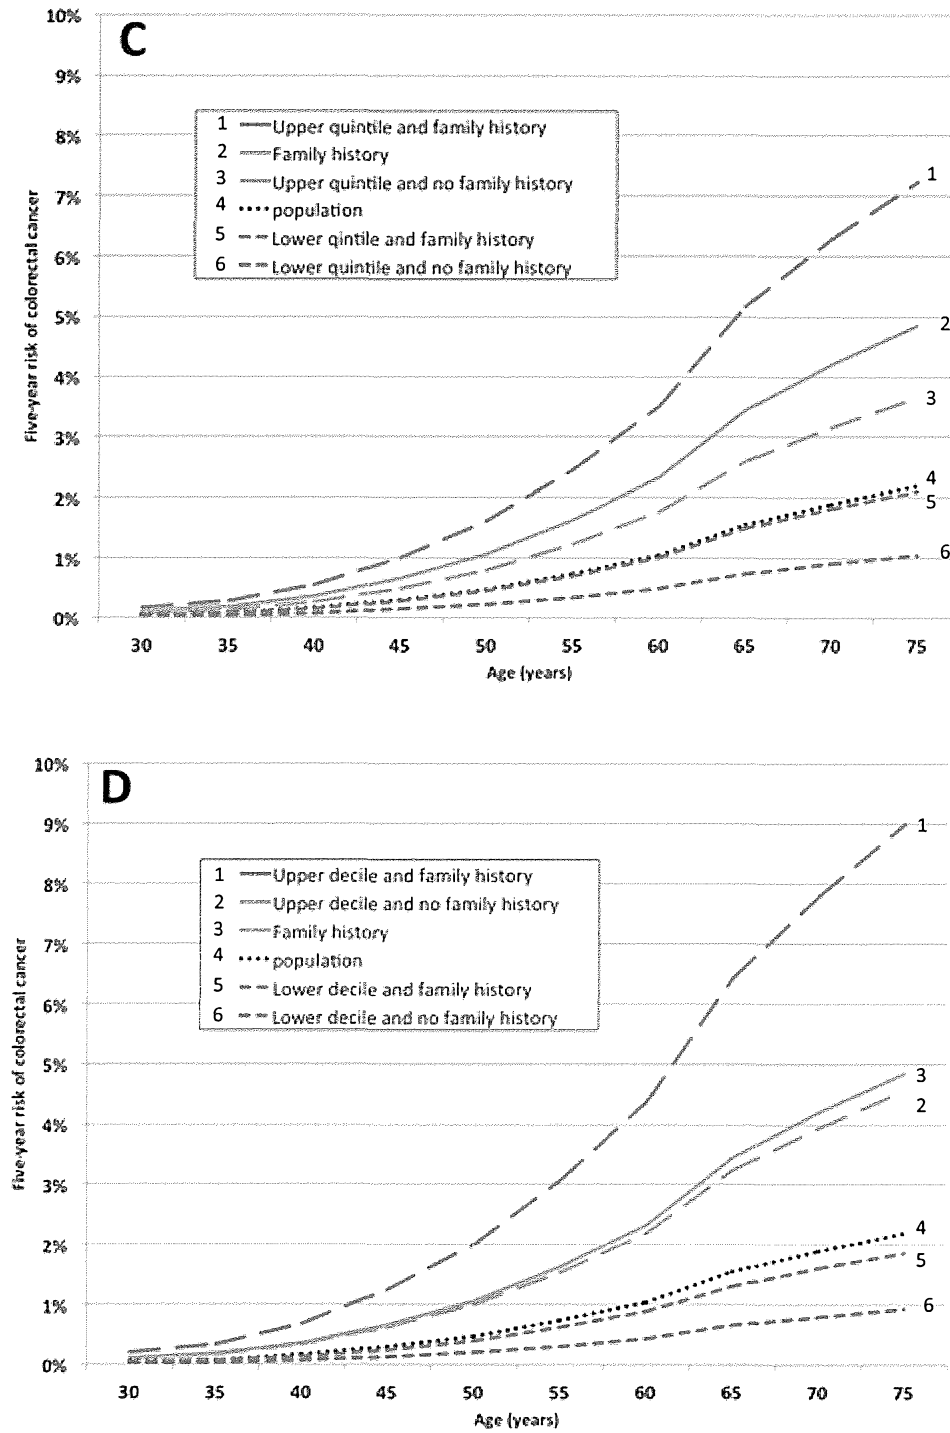 C
10%
9%
8%
7%
6%
5%
4%
3%
2%
1%
0%
Five-year risk of colorectal cancer
1 Upper quintile and family history
2 Family history
3 Upper quintile and no family history
4 population
5 Lower qintile and family history
6 Lower quintile and no family history
1
2
3
4
5
6
30 35 40 45 50 55 60 65 70 75
Age (years)
D
10%
9%
8%
7%
6%
5%
4%
3%
2%
1%
0%
Five-year risk of colorectal cancer
1 Upper decile and family history
2 Upper decile and no family history
3 Family history
4 population
5 Lower decile and family history
6 Lower decile and no family history
1
3
2
4
5
6
30 35 40 45 50 55 60 65 70 75
Age (years)